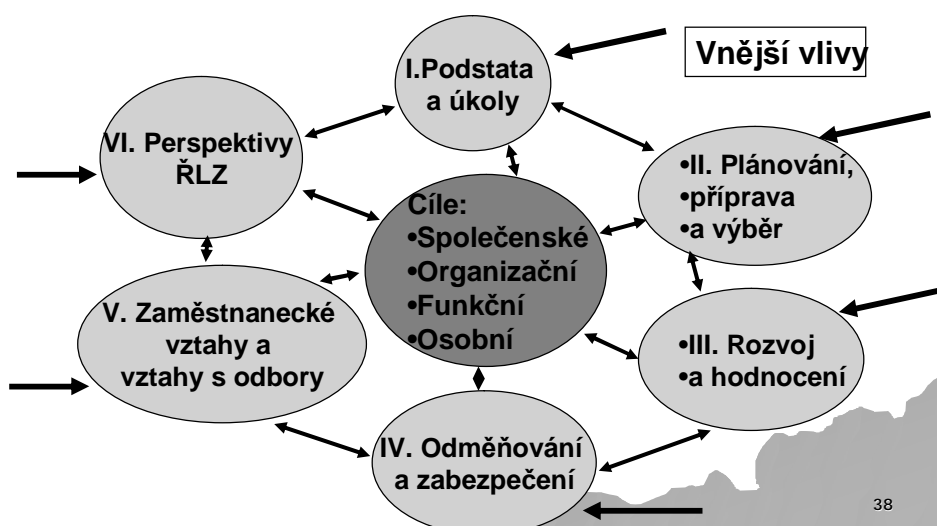 I.Podstata
a úkoly
Vnější vlivy
VI. Perspektivy
ŘLZ
•II. Plánování,
•příprava
•a výběr
Cíle:
•Společenské
•Organizační
•Funkční
•Osobní
V. Zaměstnanecké
vztahy a
vztahy s odbory
•III. Rozvoj
•a hodnocení
IV. Odměňování
a zabezpečení
38